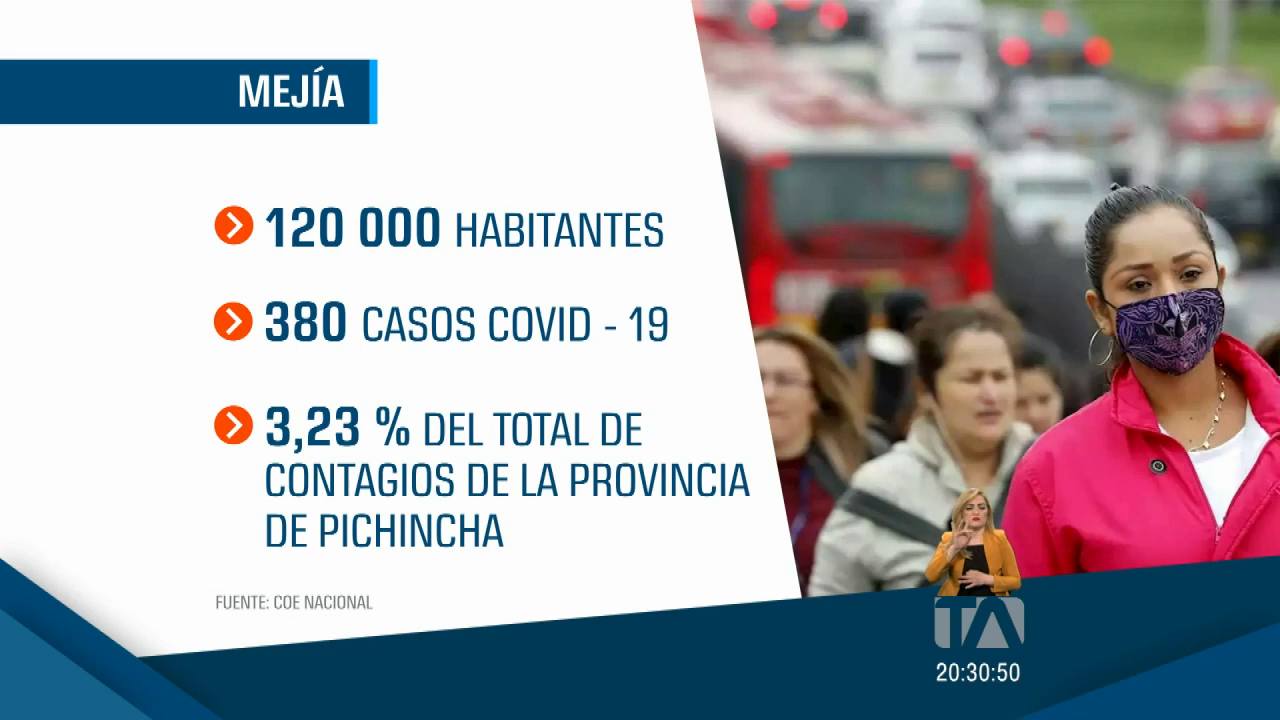 MEJÍA
120 000 HABITANTES
380 CASOS COVID - 19
3,23 % DEL TOTAL DE
CONTAGIOS DE LA PROVINCIA
DE PICHINCHA
FUENTE: COE NACIONAL
TA
20:30:50